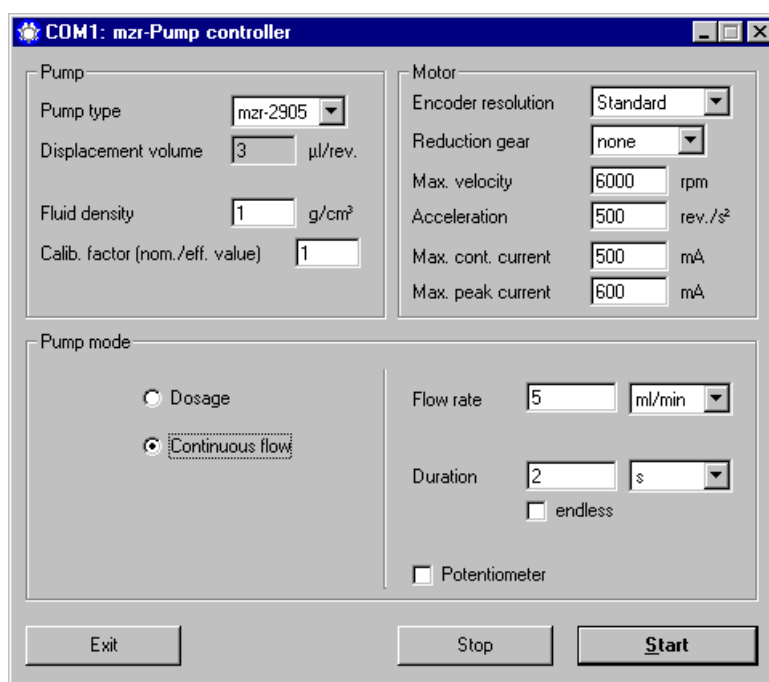 COM1: mzr-Pump controller
Pump
Pump type mzr-2905
Displacement volume 3 µl/rev.
Fluid density 1 g/cm³
Calib. factor (nom./eff. value) 1
Motor
Encoder resolution Standard
Reduction gear none
Max. velocity 6000 rpm
Acceleration 500 rev./s²
Max. cont. current 500 mA
Max. peak current 600 mA
Pump mode
Dosage
Continuous flow
Flow rate 5 ml/min
Duration 2 s
endless
Potentiometer
Exit Stop Start